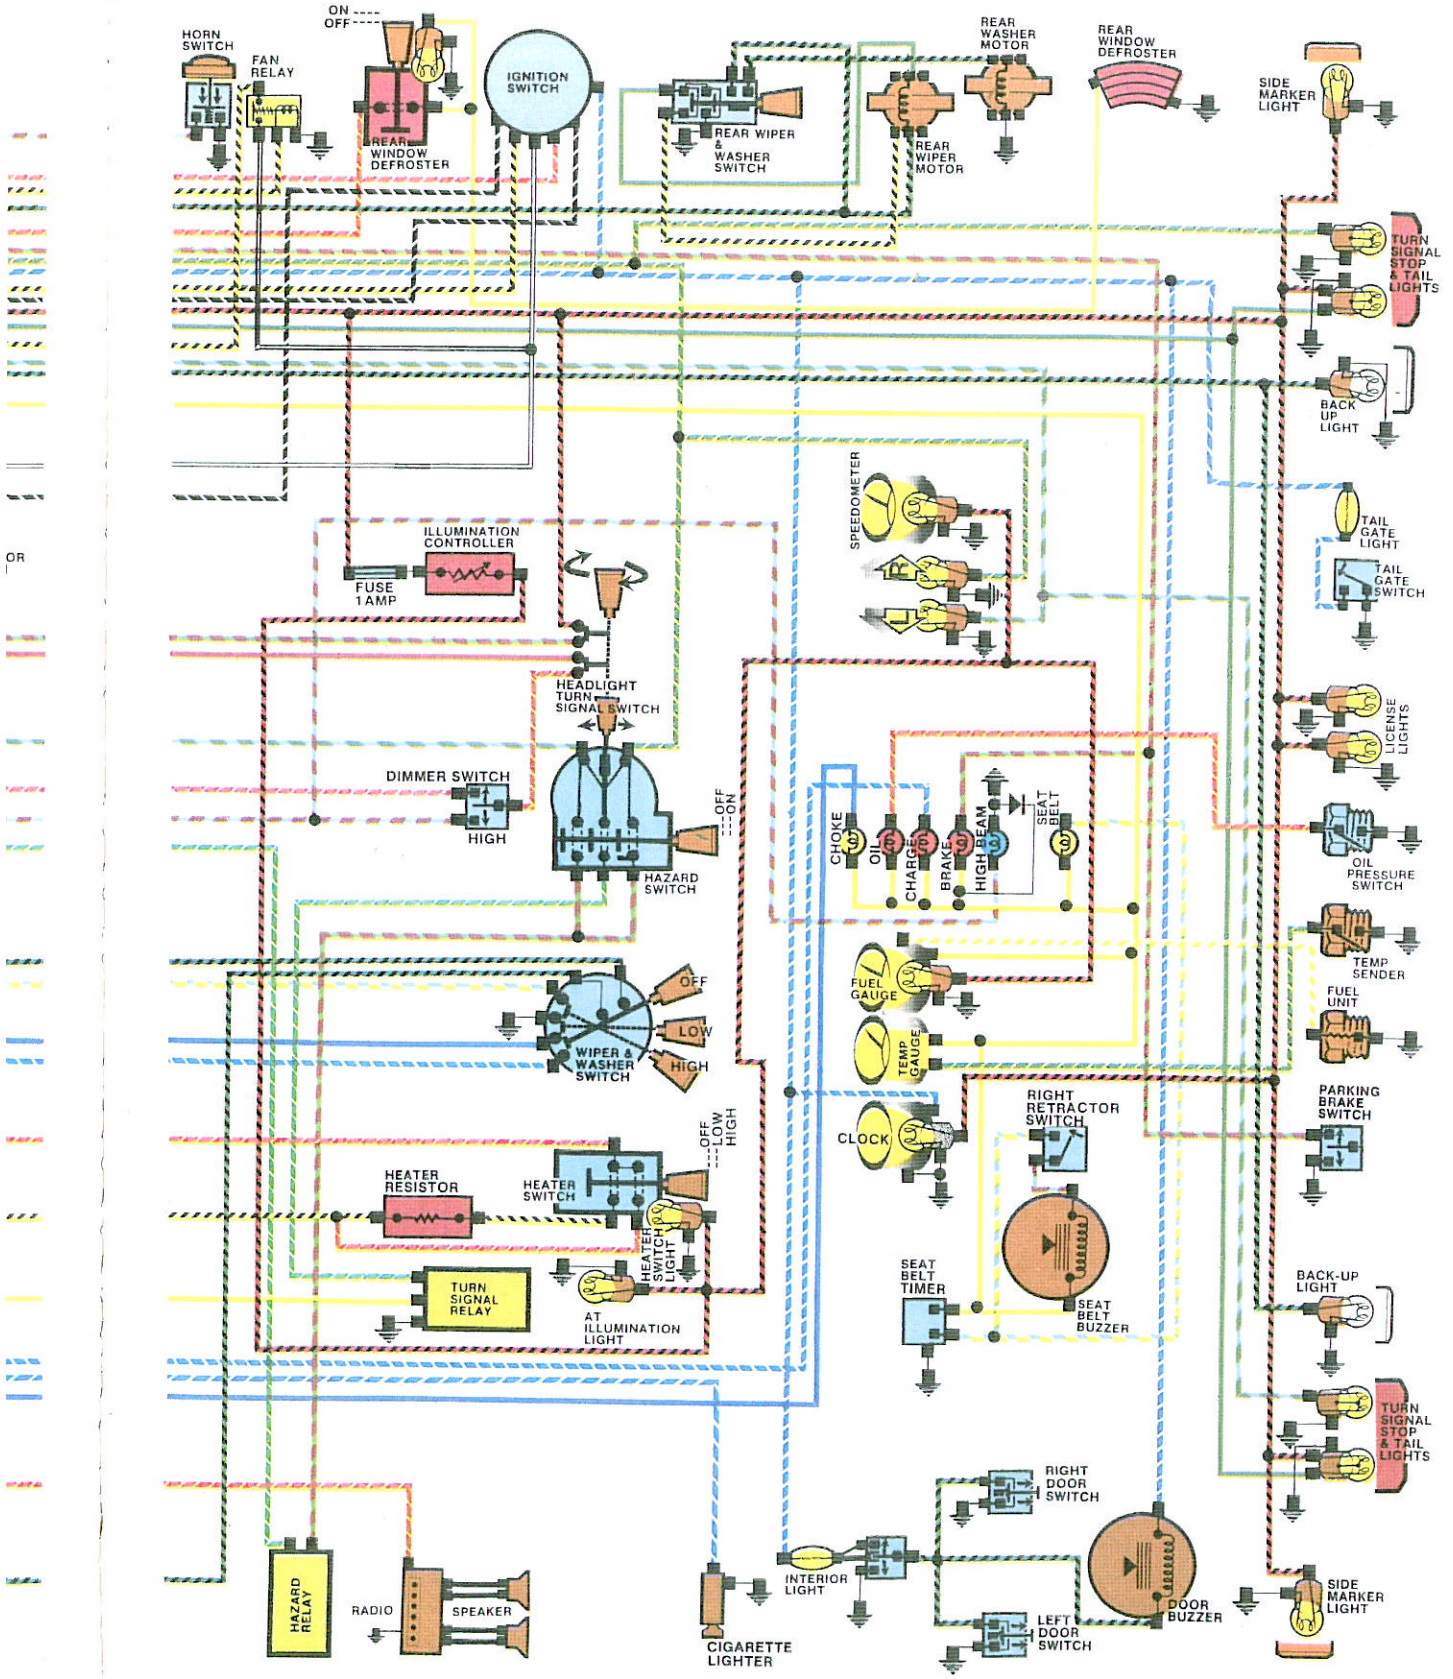 ON
OFF
HORN
SWITCH
FAN
RELAY
REAR
WINDOW
DEFROSTER
IGNITION
SWITCH
REAR WIPER
&
WASHER
SWITCH
REAR
WIPER
MOTOR
REAR
WASHER
MOTOR
REAR
WINDOW
DEFROSTER
SIDE
MARKER
LIGHT
TURN
SIGNAL
STOP
& TAIL
LIGHTS
BACK
UP
LIGHT
SPEEDOMETER
R
L
TAIL
GATE
LIGHT
TAIL
GATE
SWITCH
OR
ILLUMINATION
CONTROLLER
FUSE
1 AMP
HEADLIGHT
TURN
SIGNAL SWITCH
LICENSE
LIGHTS
DIMMER SWITCH
HIGH
OFF
ON
HAZARD
SWITCH
CHOKE
OIL
CHARGE
BRAKE
HIGH BEAM
SEAT
BELT
OIL
PRESSURE
SWITCH
TEMP
SENDER
FUEL
UNIT
OFF
LOW
HIGH
WIPER &
WASHER
SWITCH
FUEL
GAUGE
TEMP
GAUGE
CLOCK
RIGHT
RETRACTOR
SWITCH
PARKING
BRAKE
SWITCH
OFF
LOW
HIGH
HEATER
RESISTOR
HEATER
SWITCH
HEATER
SWITCH
LIGHT
TURN
SIGNAL
RELAY
AT
ILLUMINATION
LIGHT
SEAT
BELT
TIMER
SEAT
BELT
BUZZER
BACK-UP
LIGHT
TURN
SIGNAL
STOP
& TAIL
LIGHTS
RIGHT
DOOR
SWITCH
INTERIOR
LIGHT
LEFT
DOOR
SWITCH
DOOR
BUZZER
SIDE
MARKER
LIGHT
HAZARD
RELAY
RADIO
SPEAKER
CIGARETTE
LIGHTER